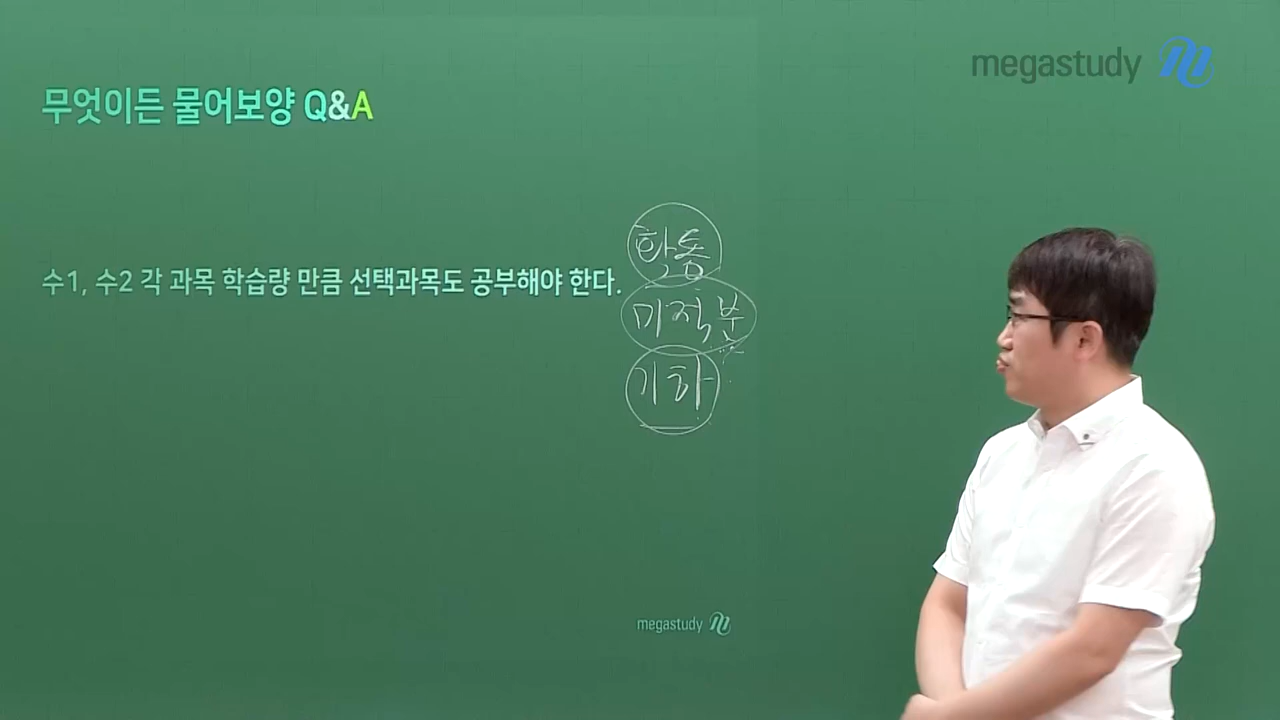 megastudy
무엇이든 물어보양 Q&A
수1, 수2 각 과목 학습량 만큼 선택과목도 공부해야 한다.
확통
미적분
기하
megastudy